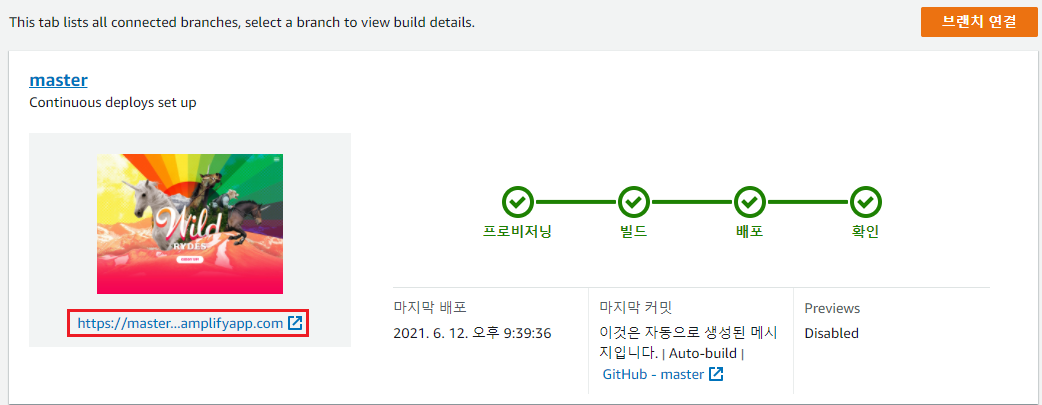 This tab lists all connected branches, select a branch to view build details.
브랜치 연결
master
Continuous deploys set up
Wild
RYDES
https://master...amplifyapp.com
프로비저닝
빌드
배포
확인
마지막 배포
2021. 6. 12. 오후 9:39:36
마지막 커밋
이것은 자동으로 생성된 메시
지입니다. | Auto-build |
GitHub - master
Previews
Disabled